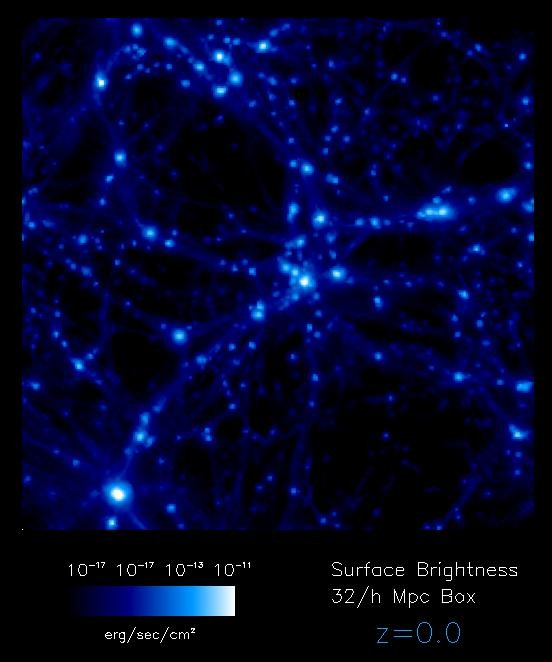 10⁻¹⁷ 10⁻¹⁷ 10⁻¹³ 10⁻¹¹
erg/sec/cm²
Surface Brightness
32/h Mpc Box
z=0.0